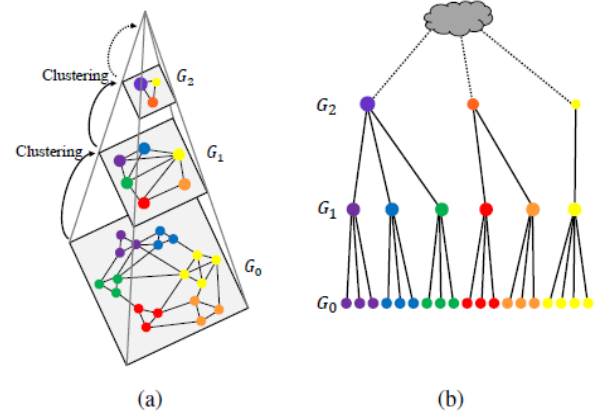 Clustering
G₂
Clustering
G₁
G₀
(a)
G₂
G₁
G₀
(b)